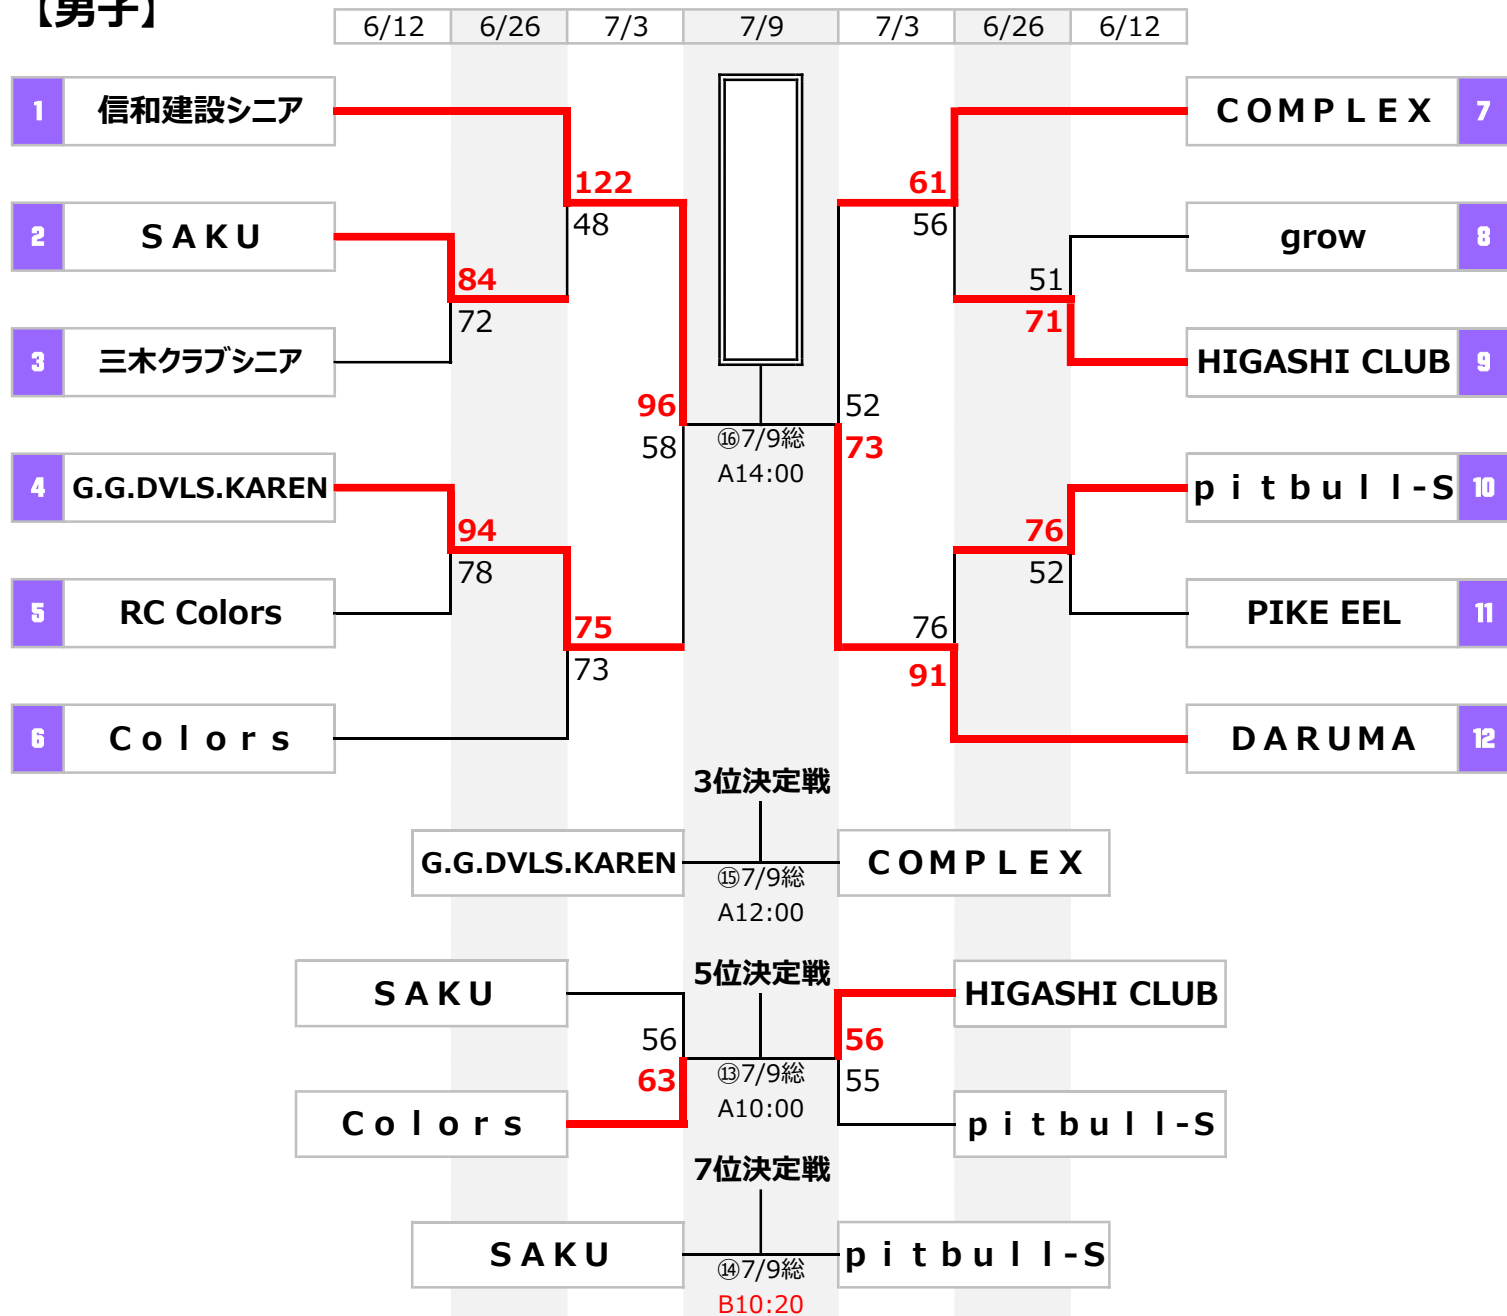 【男子】
6/12 6/26 7/3 7/9 7/3 6/26 6/12
1 信和建設シニア
COMPLEX 7
122
61
48
56
2 SAKU
grow 8
84
51
72
71
3 三木クラブシニア
HIGASHI CLUB 9
96
52
58
73
⑯7/9総
A14:00
4 G.G.DVLS.KAREN
pitbull-S 10
94
76
78
52
5 RC Colors
PIKE EEL 11
75
76
73
91
6 Colors
DARUMA 12
3位決定戦
G.G.DVLS.KAREN
COMPLEX
⑮7/9総
A12:00
5位決定戦
SAKU
HIGASHI CLUB
56
56
63
55
⑬7/9総
A10:00
Colors
pitbull-S
7位決定戦
SAKU
pitbull-S
⑭7/9総
B10:20